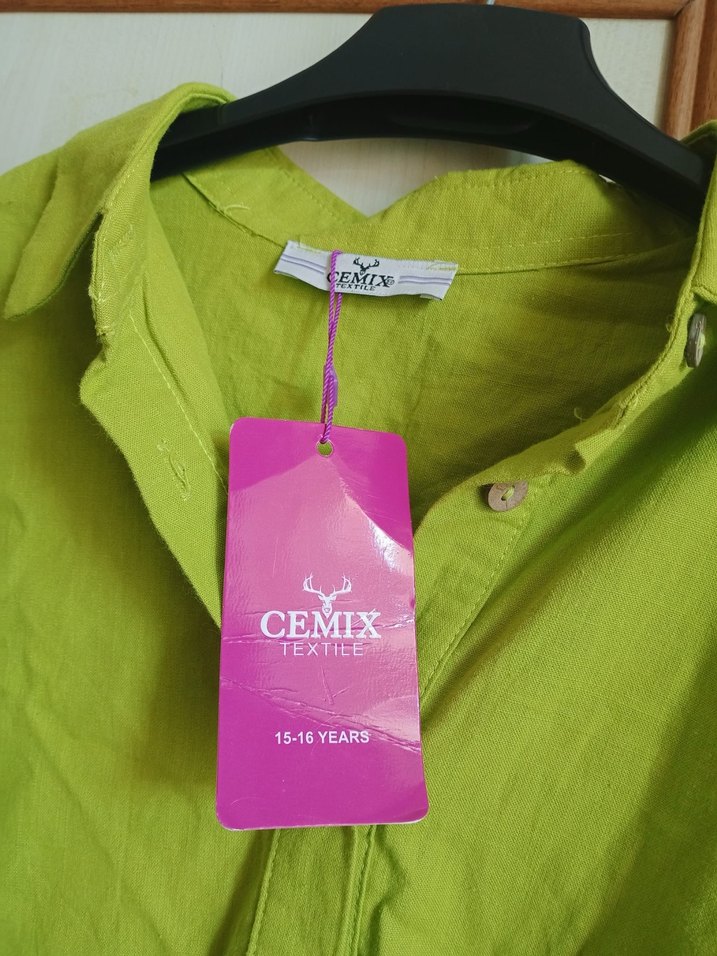 CEMIX®
TEXTILE
CEMIX
TEXTILE
15-16 YEARS